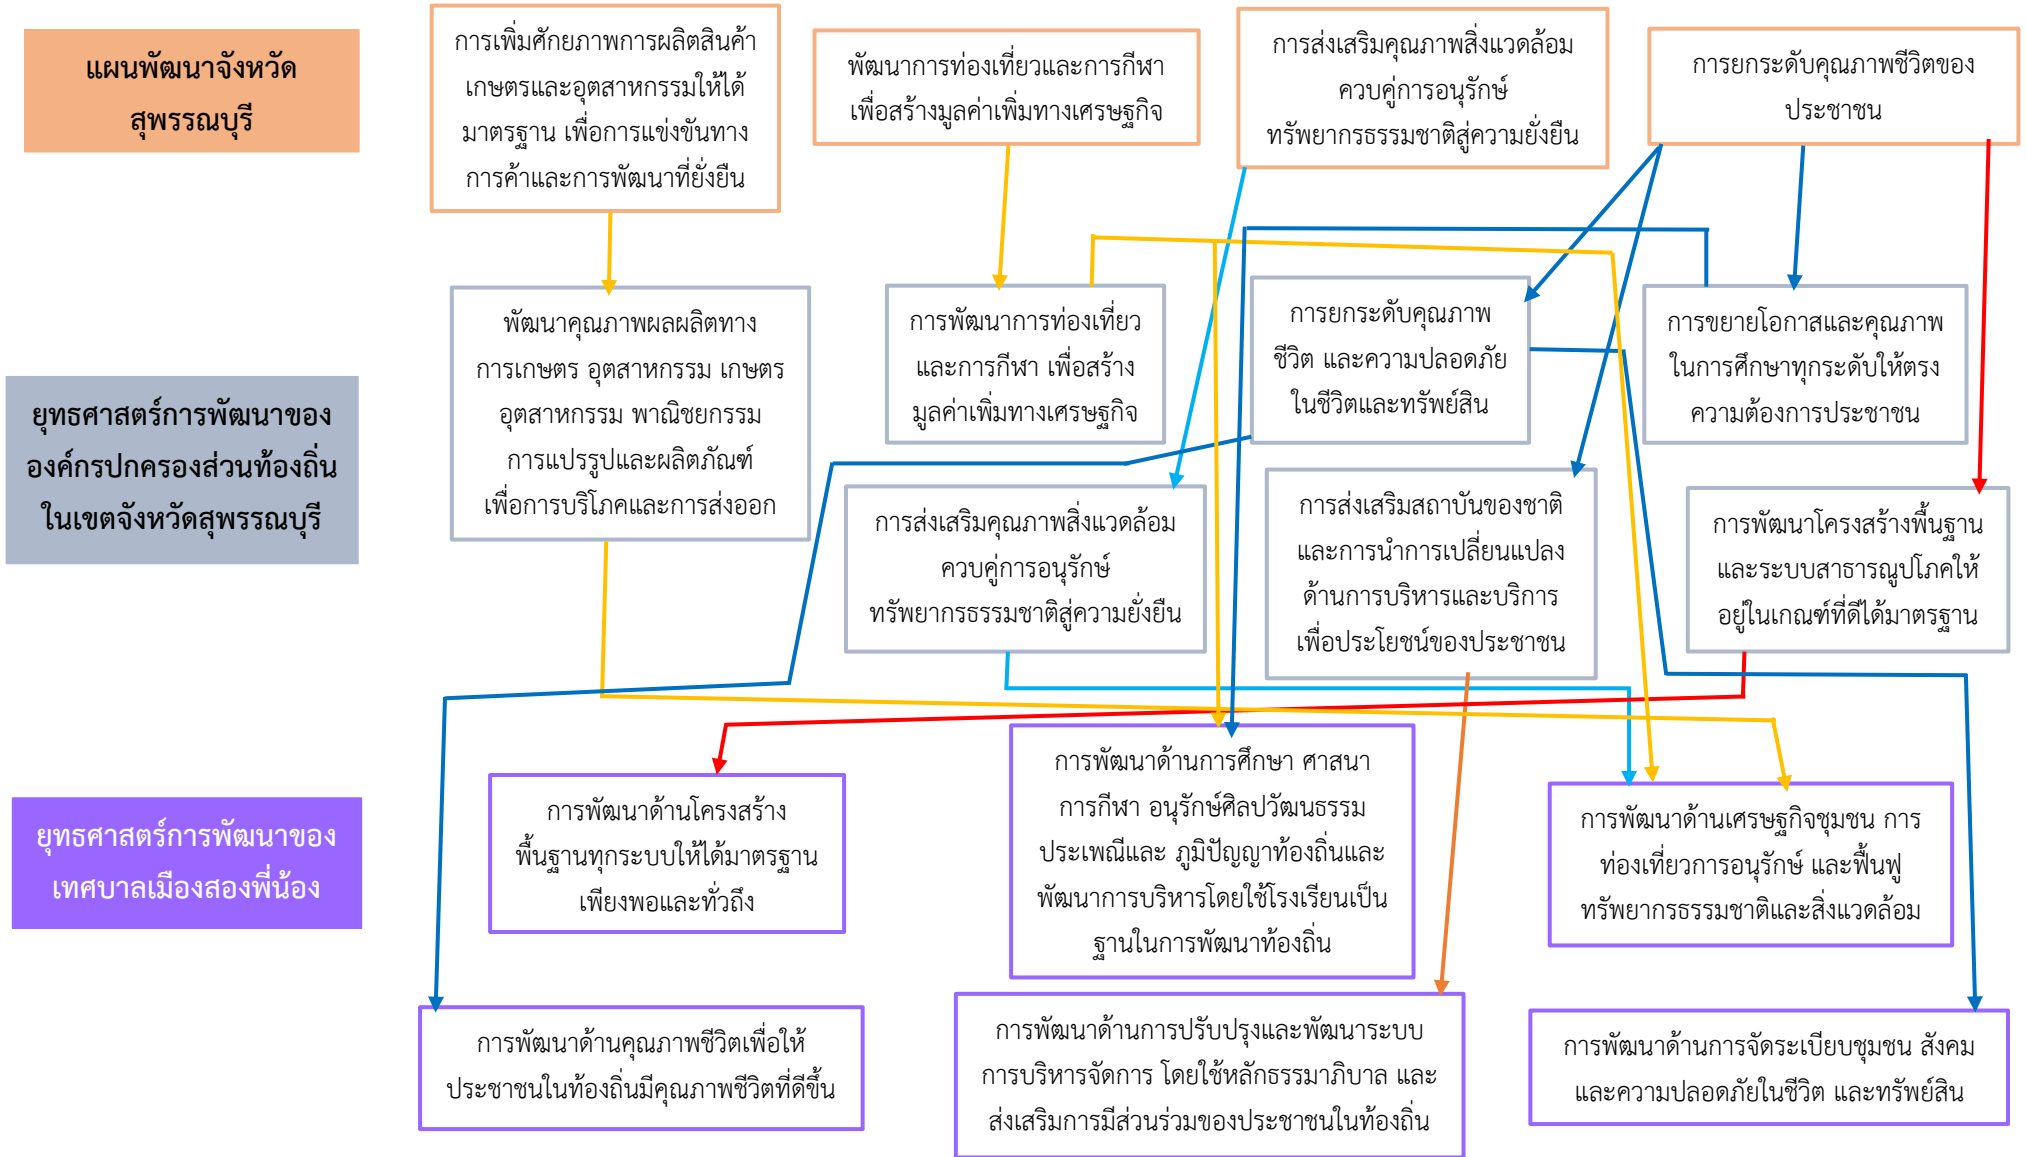 แผนพัฒนาจังหวัด
สุพรรณบุรี
การเพิ่มศักยภาพการผลิตสินค้า
เกษตรและอุตสาหกรรมให้ได้
มาตรฐาน เพื่อการแข่งขันทาง
การค้าและการพัฒนาที่ยั่งยืน
พัฒนาการท่องเที่ยวและการกีฬา
เพื่อสร้างมูลค่าเพิ่มทางเศรษฐกิจ
การส่งเสริมคุณภาพสิ่งแวดล้อม
ควบคู่การอนุรักษ์
ทรัพยากรธรรมชาติสู่ความยั่งยืน
การยกระดับคุณภาพชีวิตของ
ประชาชน
ยุทธศาสตร์การพัฒนาของ
องค์กรปกครองส่วนท้องถิ่น
ในเขตจังหวัดสุพรรณบุรี
พัฒนาคุณภาพผลผลิตทาง
การเกษตร อุตสาหกรรม เกษตร
อุตสาหกรรม พาณิชยกรรม
การแปรรูปและผลิตภัณฑ์
เพื่อการบริโภคและการส่งออก
การพัฒนาการท่องเที่ยว
และการกีฬา เพื่อสร้าง
มูลค่าเพิ่มทางเศรษฐกิจ
การยกระดับคุณภาพ
ชีวิต และความปลอดภัย
ในชีวิตและทรัพย์สิน
การขยายโอกาสและคุณภาพ
ในการศึกษาทุกระดับให้ตรง
ความต้องการประชาชน
การส่งเสริมคุณภาพสิ่งแวดล้อม
ควบคู่การอนุรักษ์
ทรัพยากรธรรมชาติสู่ความยั่งยืน
การส่งเสริมสถาบันของชาติ
และการนำการเปลี่ยนแปลง
ด้านการบริหารและบริการ
เพื่อประโยชน์ของประชาชน
การพัฒนาโครงสร้างพื้นฐาน
และระบบสาธารณูปโภคให้
อยู่ในเกณฑ์ที่ดีได้มาตรฐาน
ยุทธศาสตร์การพัฒนาของ
เทศบาลเมืองสองพี่น้อง
การพัฒนาด้านโครงสร้าง
พื้นฐานทุกระบบให้ได้มาตรฐาน
เพียงพอและทั่วถึง
การพัฒนาด้านการศึกษา ศาสนา
การกีฬา อนุรักษ์ศิลปวัฒนธรรม
ประเพณีและ ภูมิปัญญาท้องถิ่นและ
พัฒนาการบริหารโดยใช้โรงเรียนเป็น
ฐานในการพัฒนาท้องถิ่น
การพัฒนาด้านเศรษฐกิจชุมชน การ
ท่องเที่ยวการอนุรักษ์ และฟื้นฟู
ทรัพยากรธรรมชาติและสิ่งแวดล้อม
การพัฒนาด้านคุณภาพชีวิตเพื่อให้
ประชาชนในท้องถิ่นมีคุณภาพชีวิตที่ดีขึ้น
การพัฒนาด้านการปรับปรุงและพัฒนาระบบ
การบริหารจัดการ โดยใช้หลักธรรมาภิบาล และ
ส่งเสริมการมีส่วนร่วมของประชาชนในท้องถิ่น
การพัฒนาด้านการจัดระเบียบชุมชน สังคม
และความปลอดภัยในชีวิต และทรัพย์สิน